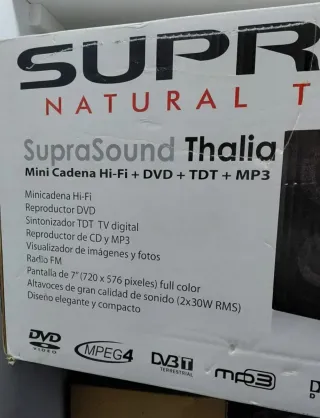 SUPR
NATURAL T
SupraSound Thalia
Mini Cadena Hi-Fi + DVD + TDT + MP3
Minicadena Hi-Fi
Reproductor DVD
Sintonizador TDT TV digital
Reproductor de CD y MP3
Visualizador de imágenes y fotos
Radio FM
Pantalla de 7" (720 x 576 pixeles) full color
Altavoces de gran calidad de sonido (2x30W RMS)
Diseño elegante y compacto
DVD VIDEO MPEG4 DVB T TERRESTRIAL mp3 D